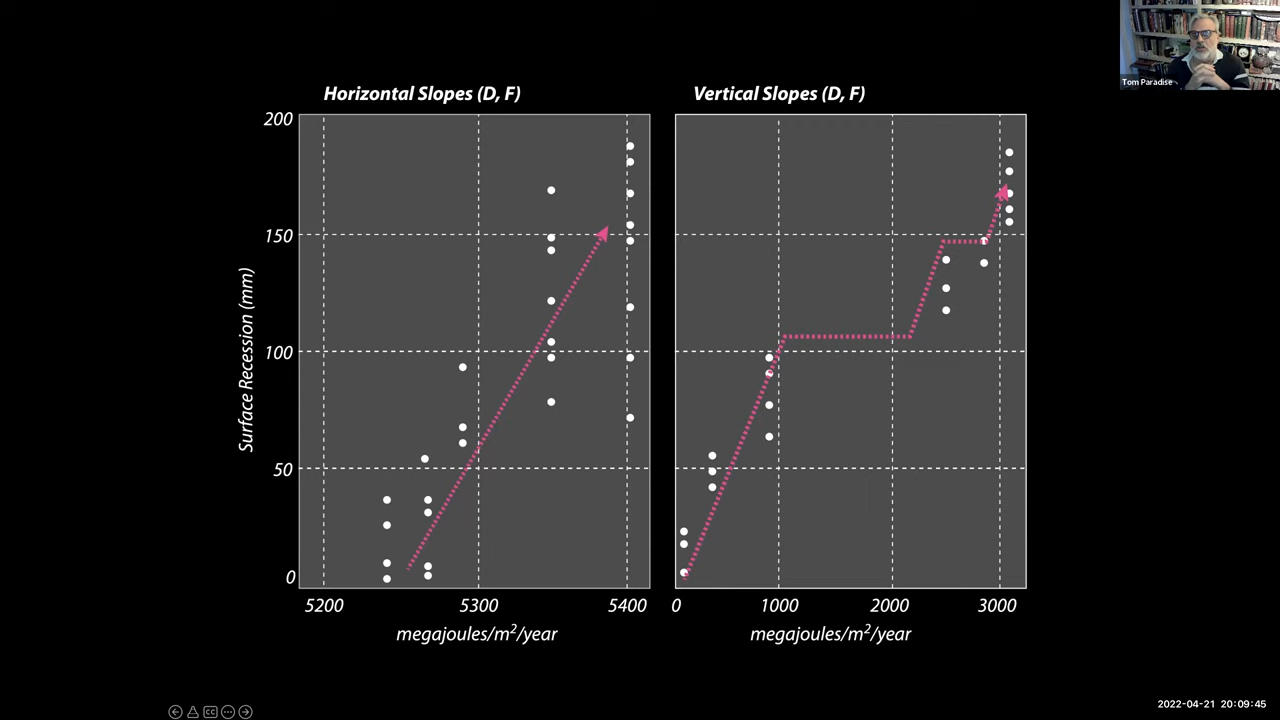 Tom Paradise
Horizontal Slopes (D, F)
Vertical Slopes (D, F)
Surface Recession (mm)
200
150
100
50
0
5200 5300 5400
megajoules/m²/year
0 1000 2000 3000
megajoules/m²/year
CC
2022-04-21 20:09:45